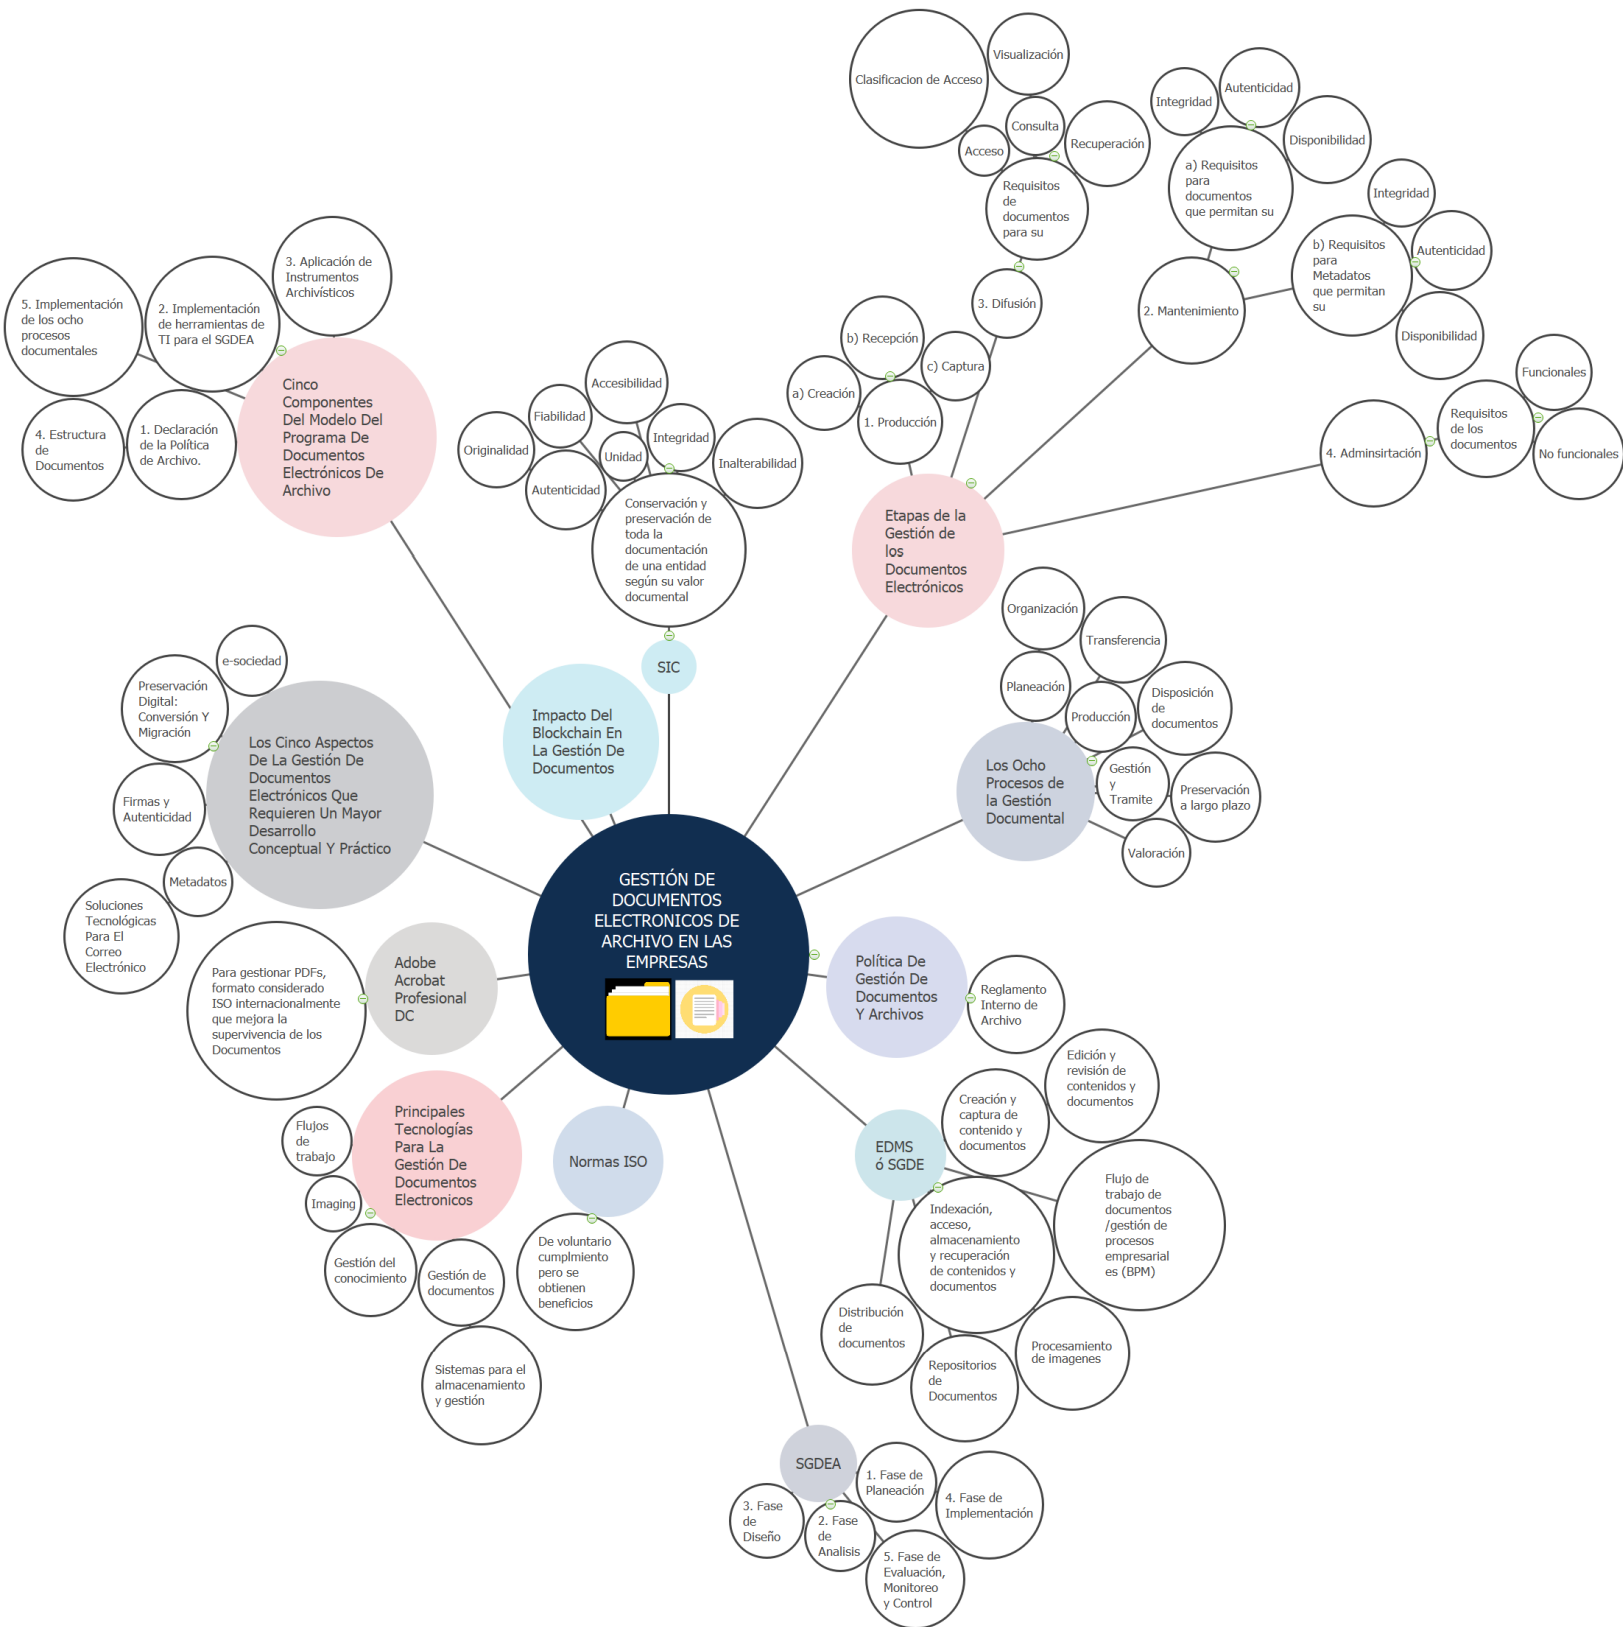 GESTIÓN DE
DOCUMENTOS
ELECTRONICOS DE
ARCHIVO EN LAS
EMPRESAS
Cinco
Componentes
Del Modelo Del
Programa De
Documentos
Electrónicos De
Archivo
3. Aplicación de
Instrumentos
Archivísticos
2. Implementación
de herramientas de
TI para el SGDEA
5. Implementación
de los ocho
procesos
documentales
1. Declaración
de la Política
de Archivo.
4. Estructura
de
Documentos
Impacto Del
Blockchain En
La Gestión De
Documentos
SIC
Conservación y
preservación de
toda la
documentación
de una entidad
según su valor
documental
Originalidad
Fiabilidad
Autenticidad
Accesibilidad
Unidad
Integridad
Inalterabilidad
Etapas de la
Gestión de
los
Documentos
Electrónicos
1. Producción
a) Creación
b) Recepción
c) Captura
3. Difusión
Requisitos
de
documentos
para su
Acceso
Consulta
Recuperación
Clasificacion de Acceso
Visualización
2. Mantenimiento
a) Requisitos
para
documentos
que permitan su
Integridad
Autenticidad
Disponibilidad
b) Requisitos
para
Metadatos
que permitan
su
Integridad
Autenticidad
Disponibilidad
4. Adminsirtación
Requisitos
de los
documentos
Funcionales
No funcionales
Los Ocho
Procesos de
la Gestión
Documental
Organización
Transferencia
Planeación
Producción
Disposición
de
documentos
Gestión
y
Tramite
Preservación
a largo plazo
Valoración
Política De
Gestión De
Documentos
Y Archivos
Reglamento
Interno de
Archivo
EDMS
ó SGDE
Creación y
captura de
contenido y
documentos
Edición y
revisión de
contenidos y
documentos
Flujo de
trabajo de
documentos
/gestión de
procesos
empresarial
es (BPM)
Indexación,
acceso,
almacenamiento
y recuperación
de contenidos y
documentos
Distribución
de
documentos
Repositorios
de
Documentos
Procesamiento
de imagenes
SGDEA
1. Fase de
Planeación
4. Fase de
Implementación
3. Fase
de
Diseño
2. Fase
de
Analisis
5. Fase de
Evaluación,
Monitoreo
y Control
Normas ISO
De voluntario
cumplmiento
pero se
obtienen
beneficios
Principales
Tecnologías
Para La
Gestión De
Documentos
Electronicos
Flujos
de
trabajo
Imaging
Gestión del
conocimiento
Gestión de
documentos
Sistemas para el
almacenamiento
y gestión
Adobe
Acrobat
Profesional
DC
Para gestionar PDFs,
formato considerado
ISO internacionalmente
que mejora la
supervivencia de los
Documentos
Los Cinco Aspectos
De La Gestión De
Documentos
Electrónicos Que
Requieren Un Mayor
Desarrollo
Conceptual Y Práctico
e-sociedad
Preservación
Digital:
Conversión Y
Migración
Firmas y
Autenticidad
Metadatos
Soluciones
Tecnológicas
Para El
Correo
Electrónico